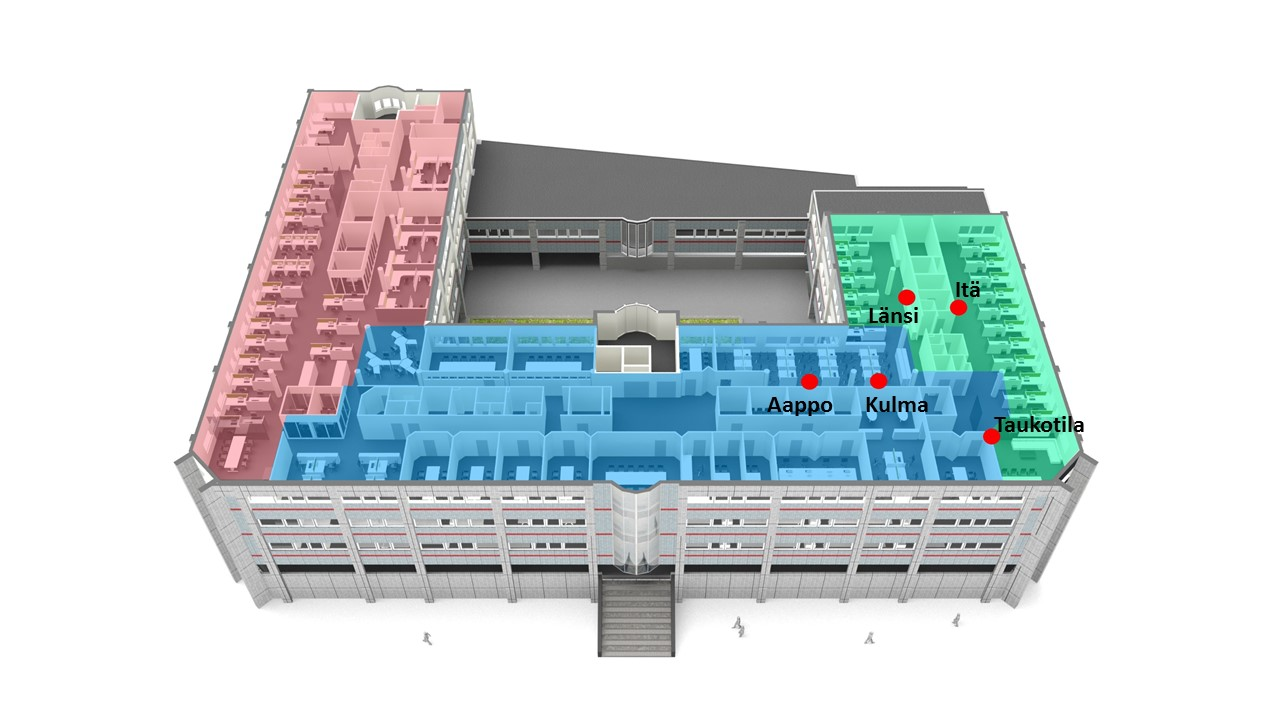 Itä
Länsi
Aappo
Kulma
Taukotila